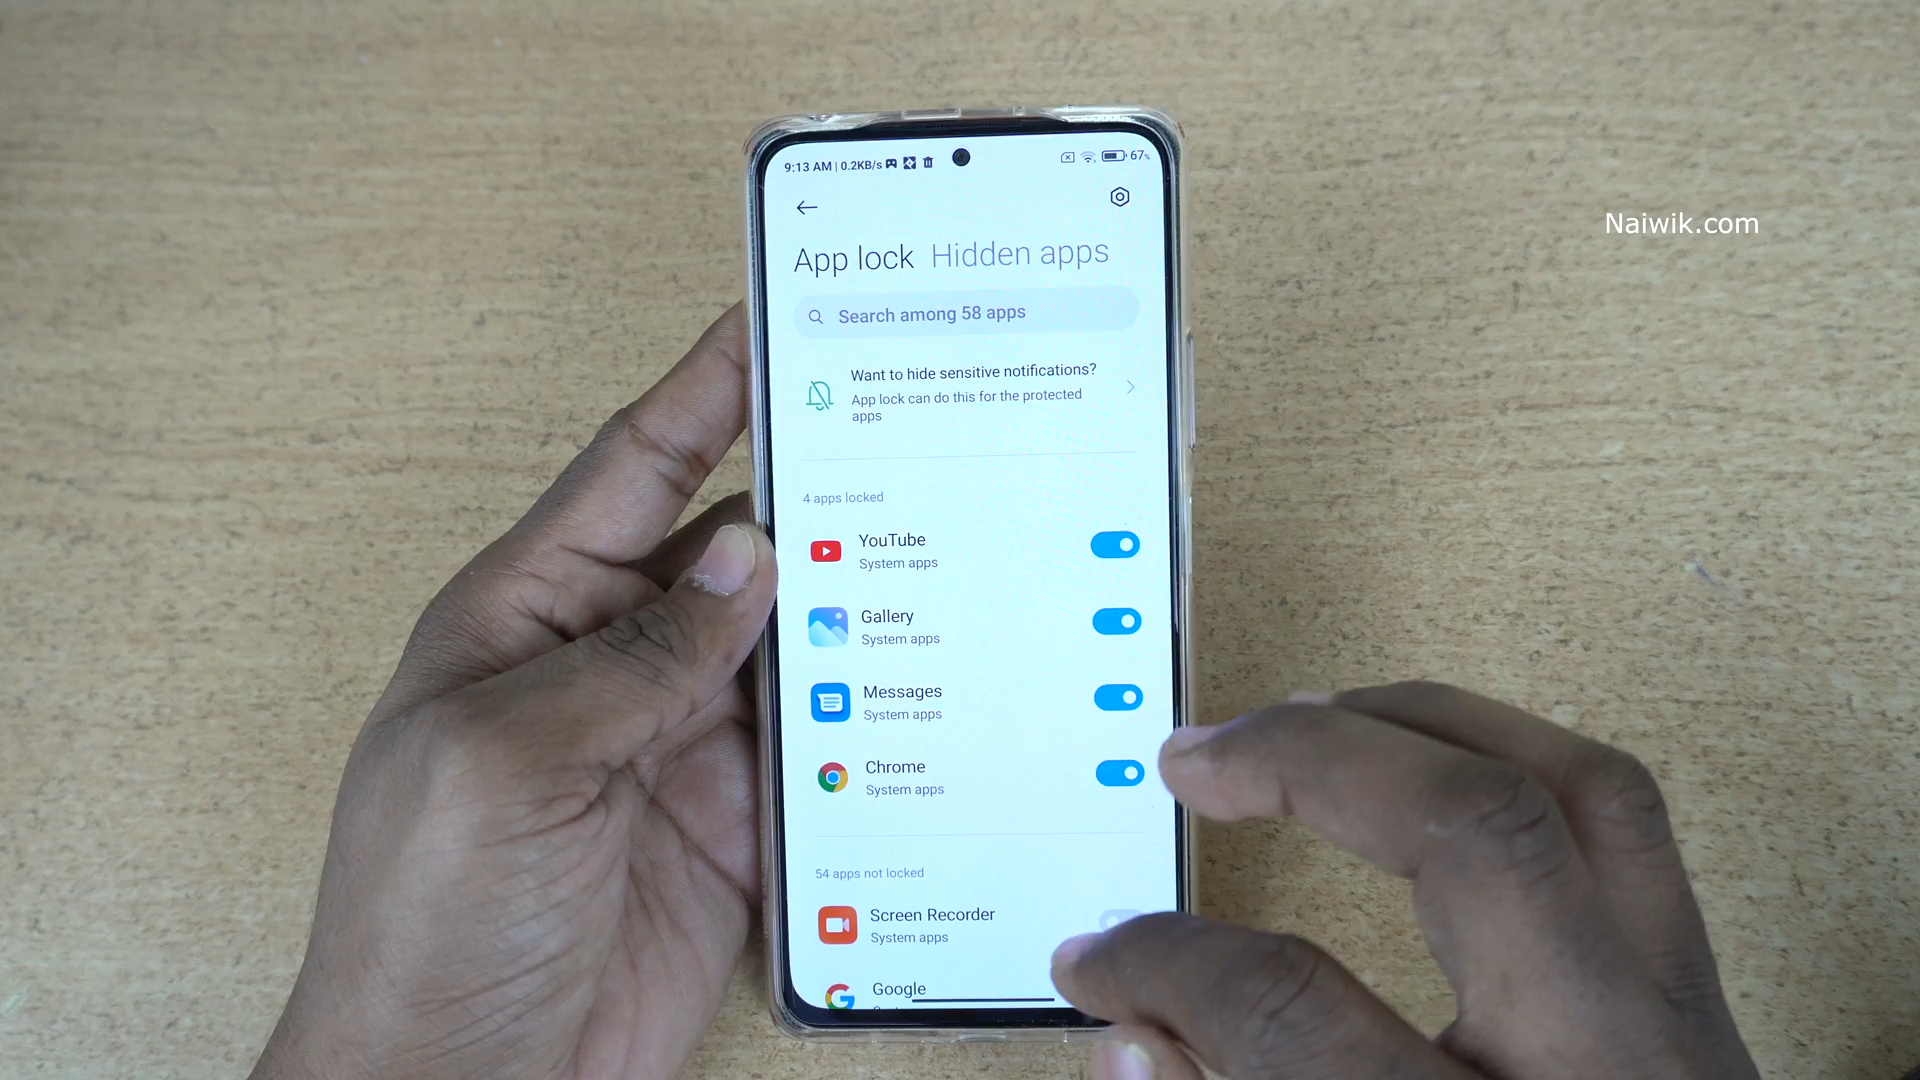 9:13 AM | 0.2KB/s
67%
Naiwik.com
App lock Hidden apps
Search among 58 apps
Want to hide sensitive notifications?
App lock can do this for the protected
apps
4 apps locked
YouTube
System apps
Gallery
System apps
Messages
System apps
Chrome
System apps
54 apps not locked
Screen Recorder
System apps
Google